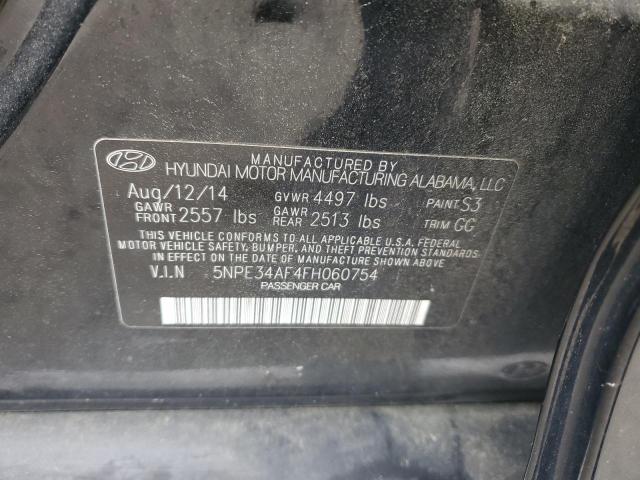 MANUFACTURED BY
HYUNDAI MOTOR MANUFACTURING ALABAMA, LLC
Aug/12/14 GVWR 4497 lbs PAINT S3
GAWR FRONT 2557 lbs GAWR REAR 2513 lbs TRIM GG
THIS VEHICLE CONFORMS TO ALL APPLICABLE U.S.A. FEDERAL
MOTOR VEHICLE SAFETY, BUMPER, AND THEFT PREVENTION STANDARDS
IN EFFECT ON THE DATE OF MANUFACTURE SHOWN ABOVE.
V.I.N 5NPE34AF4FH060754
PASSENGER CAR